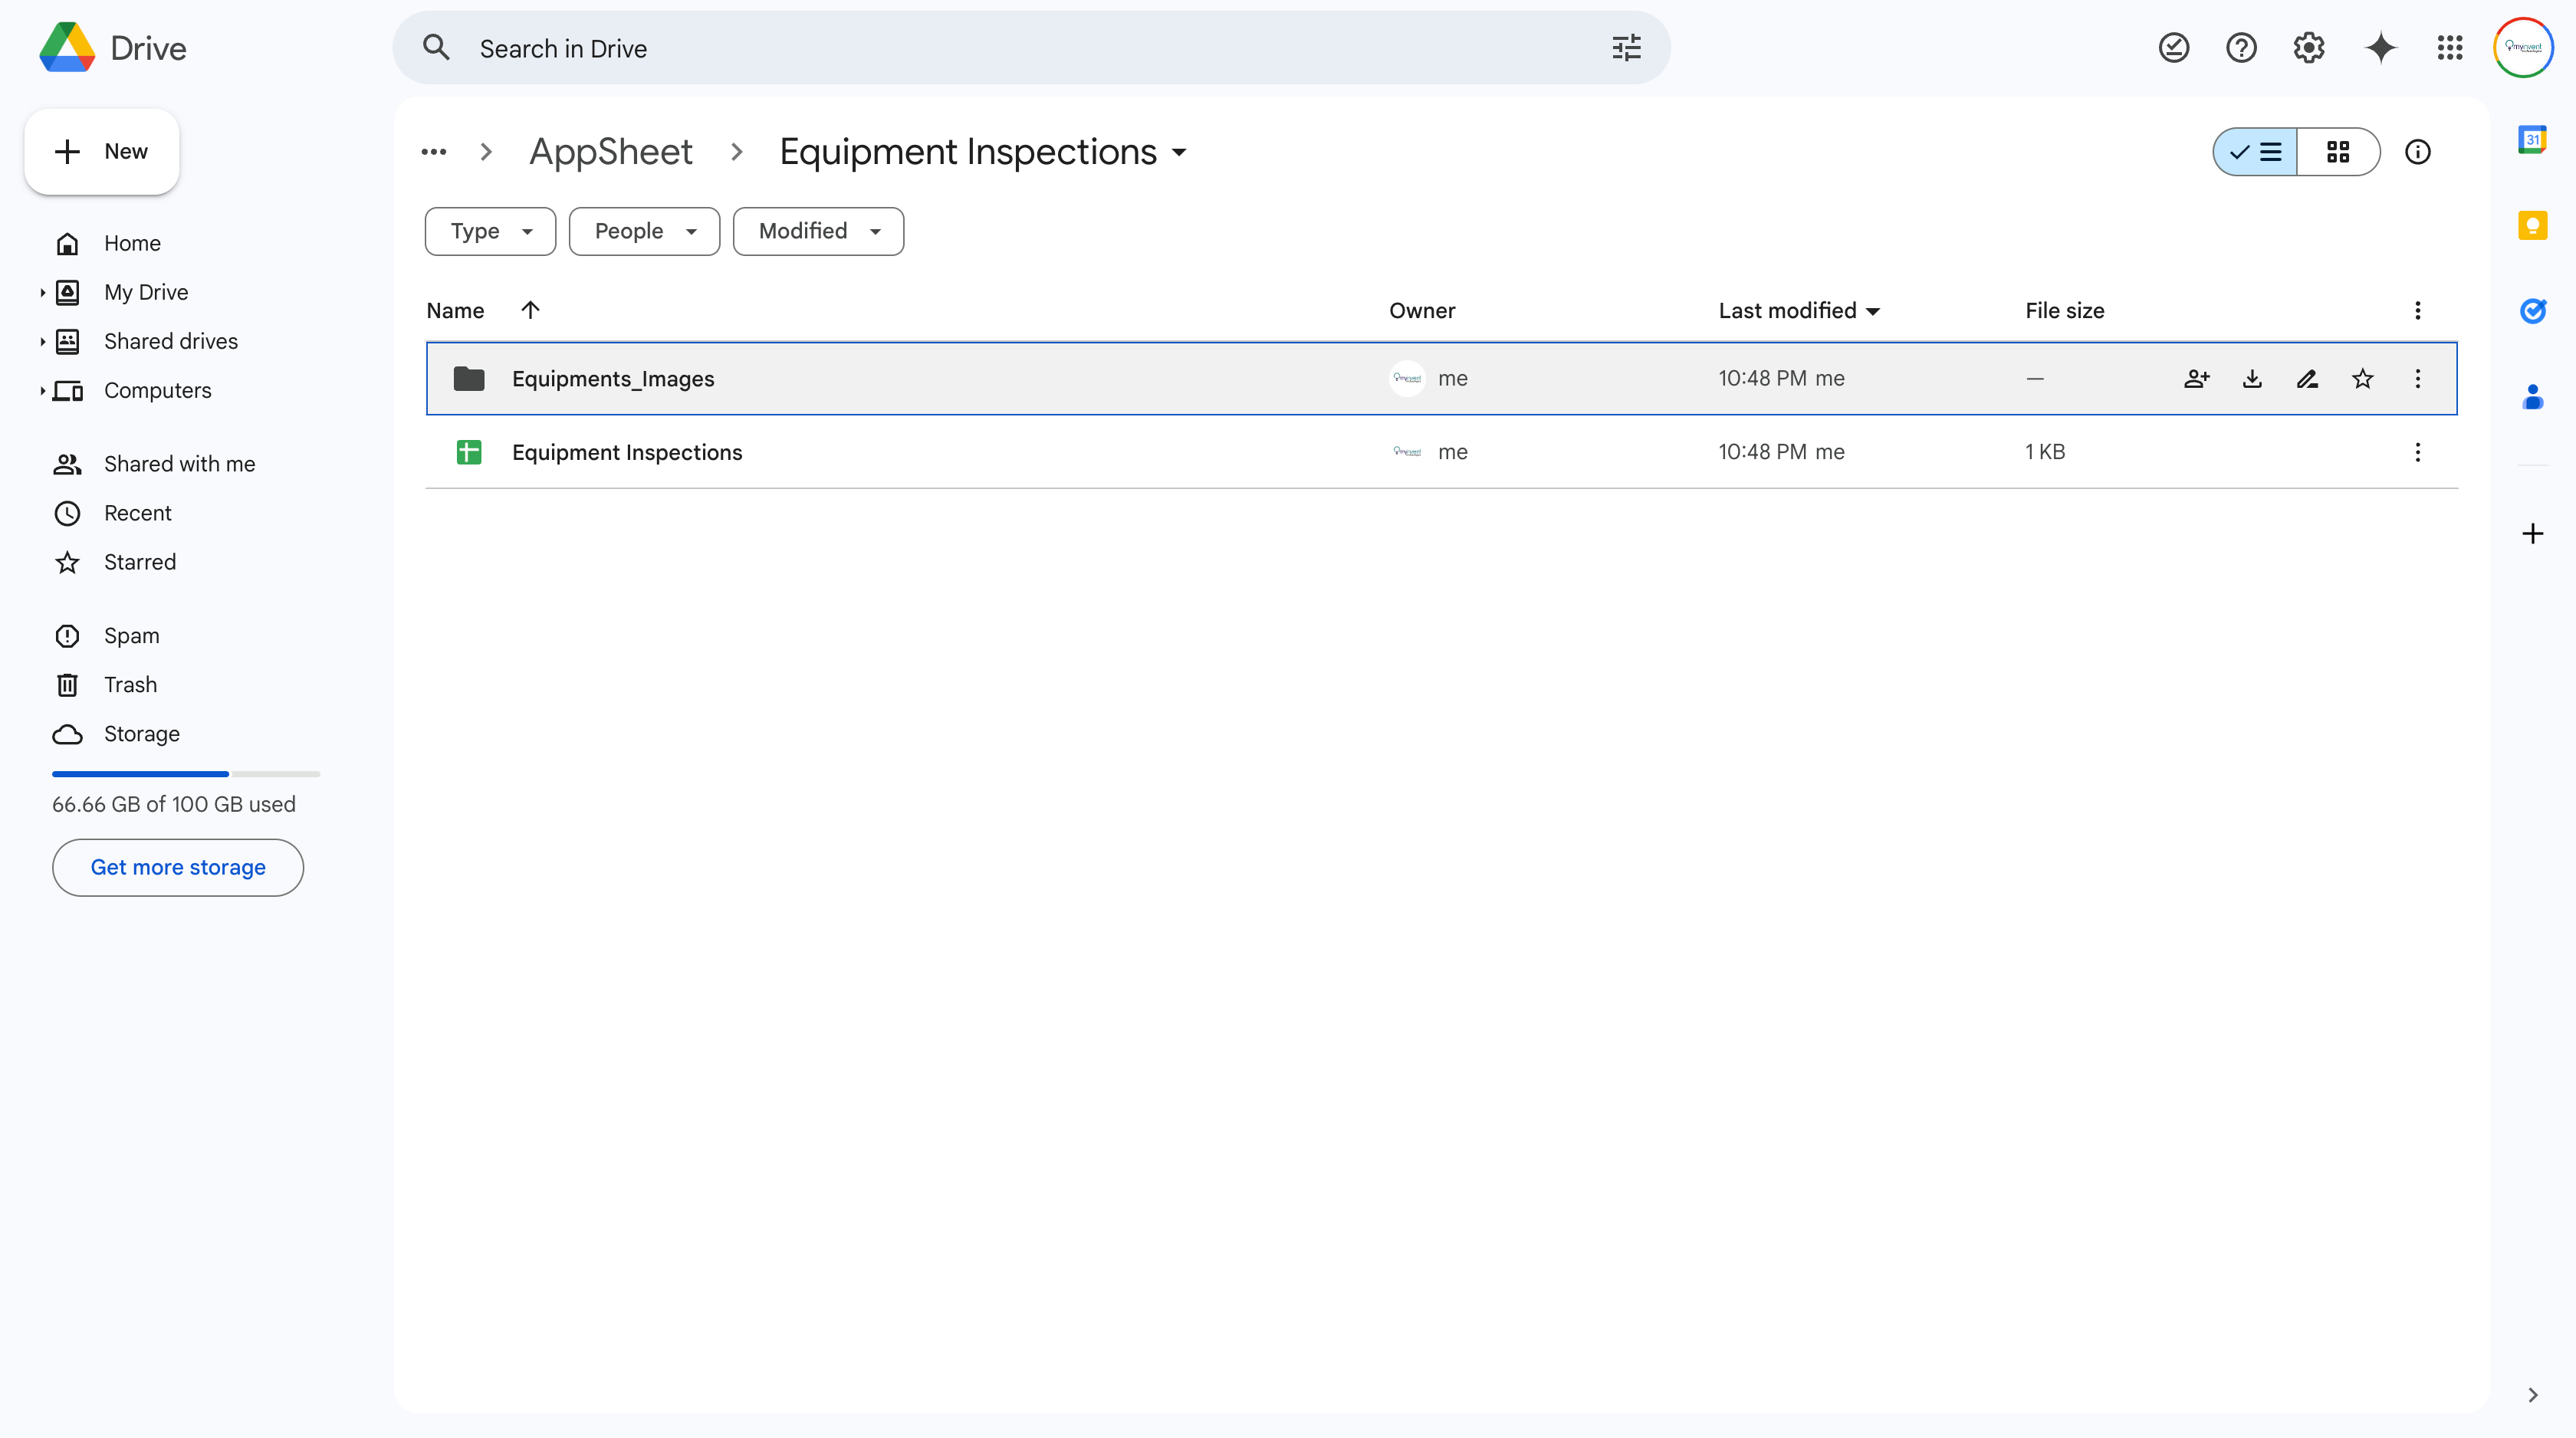 Drive
Search in Drive
New
Home
My Drive
Shared drives
Computers
Shared with me
Recent
Starred
Spam
Trash
Storage
66.66 GB of 100 GB used
Get more storage
AppSheet Equipment Inspections
Type People Modified
Name Owner Last modified File size
Equipments_Images me 10:48 PM me —
Equipment Inspections me 10:48 PM me 1 KB
31